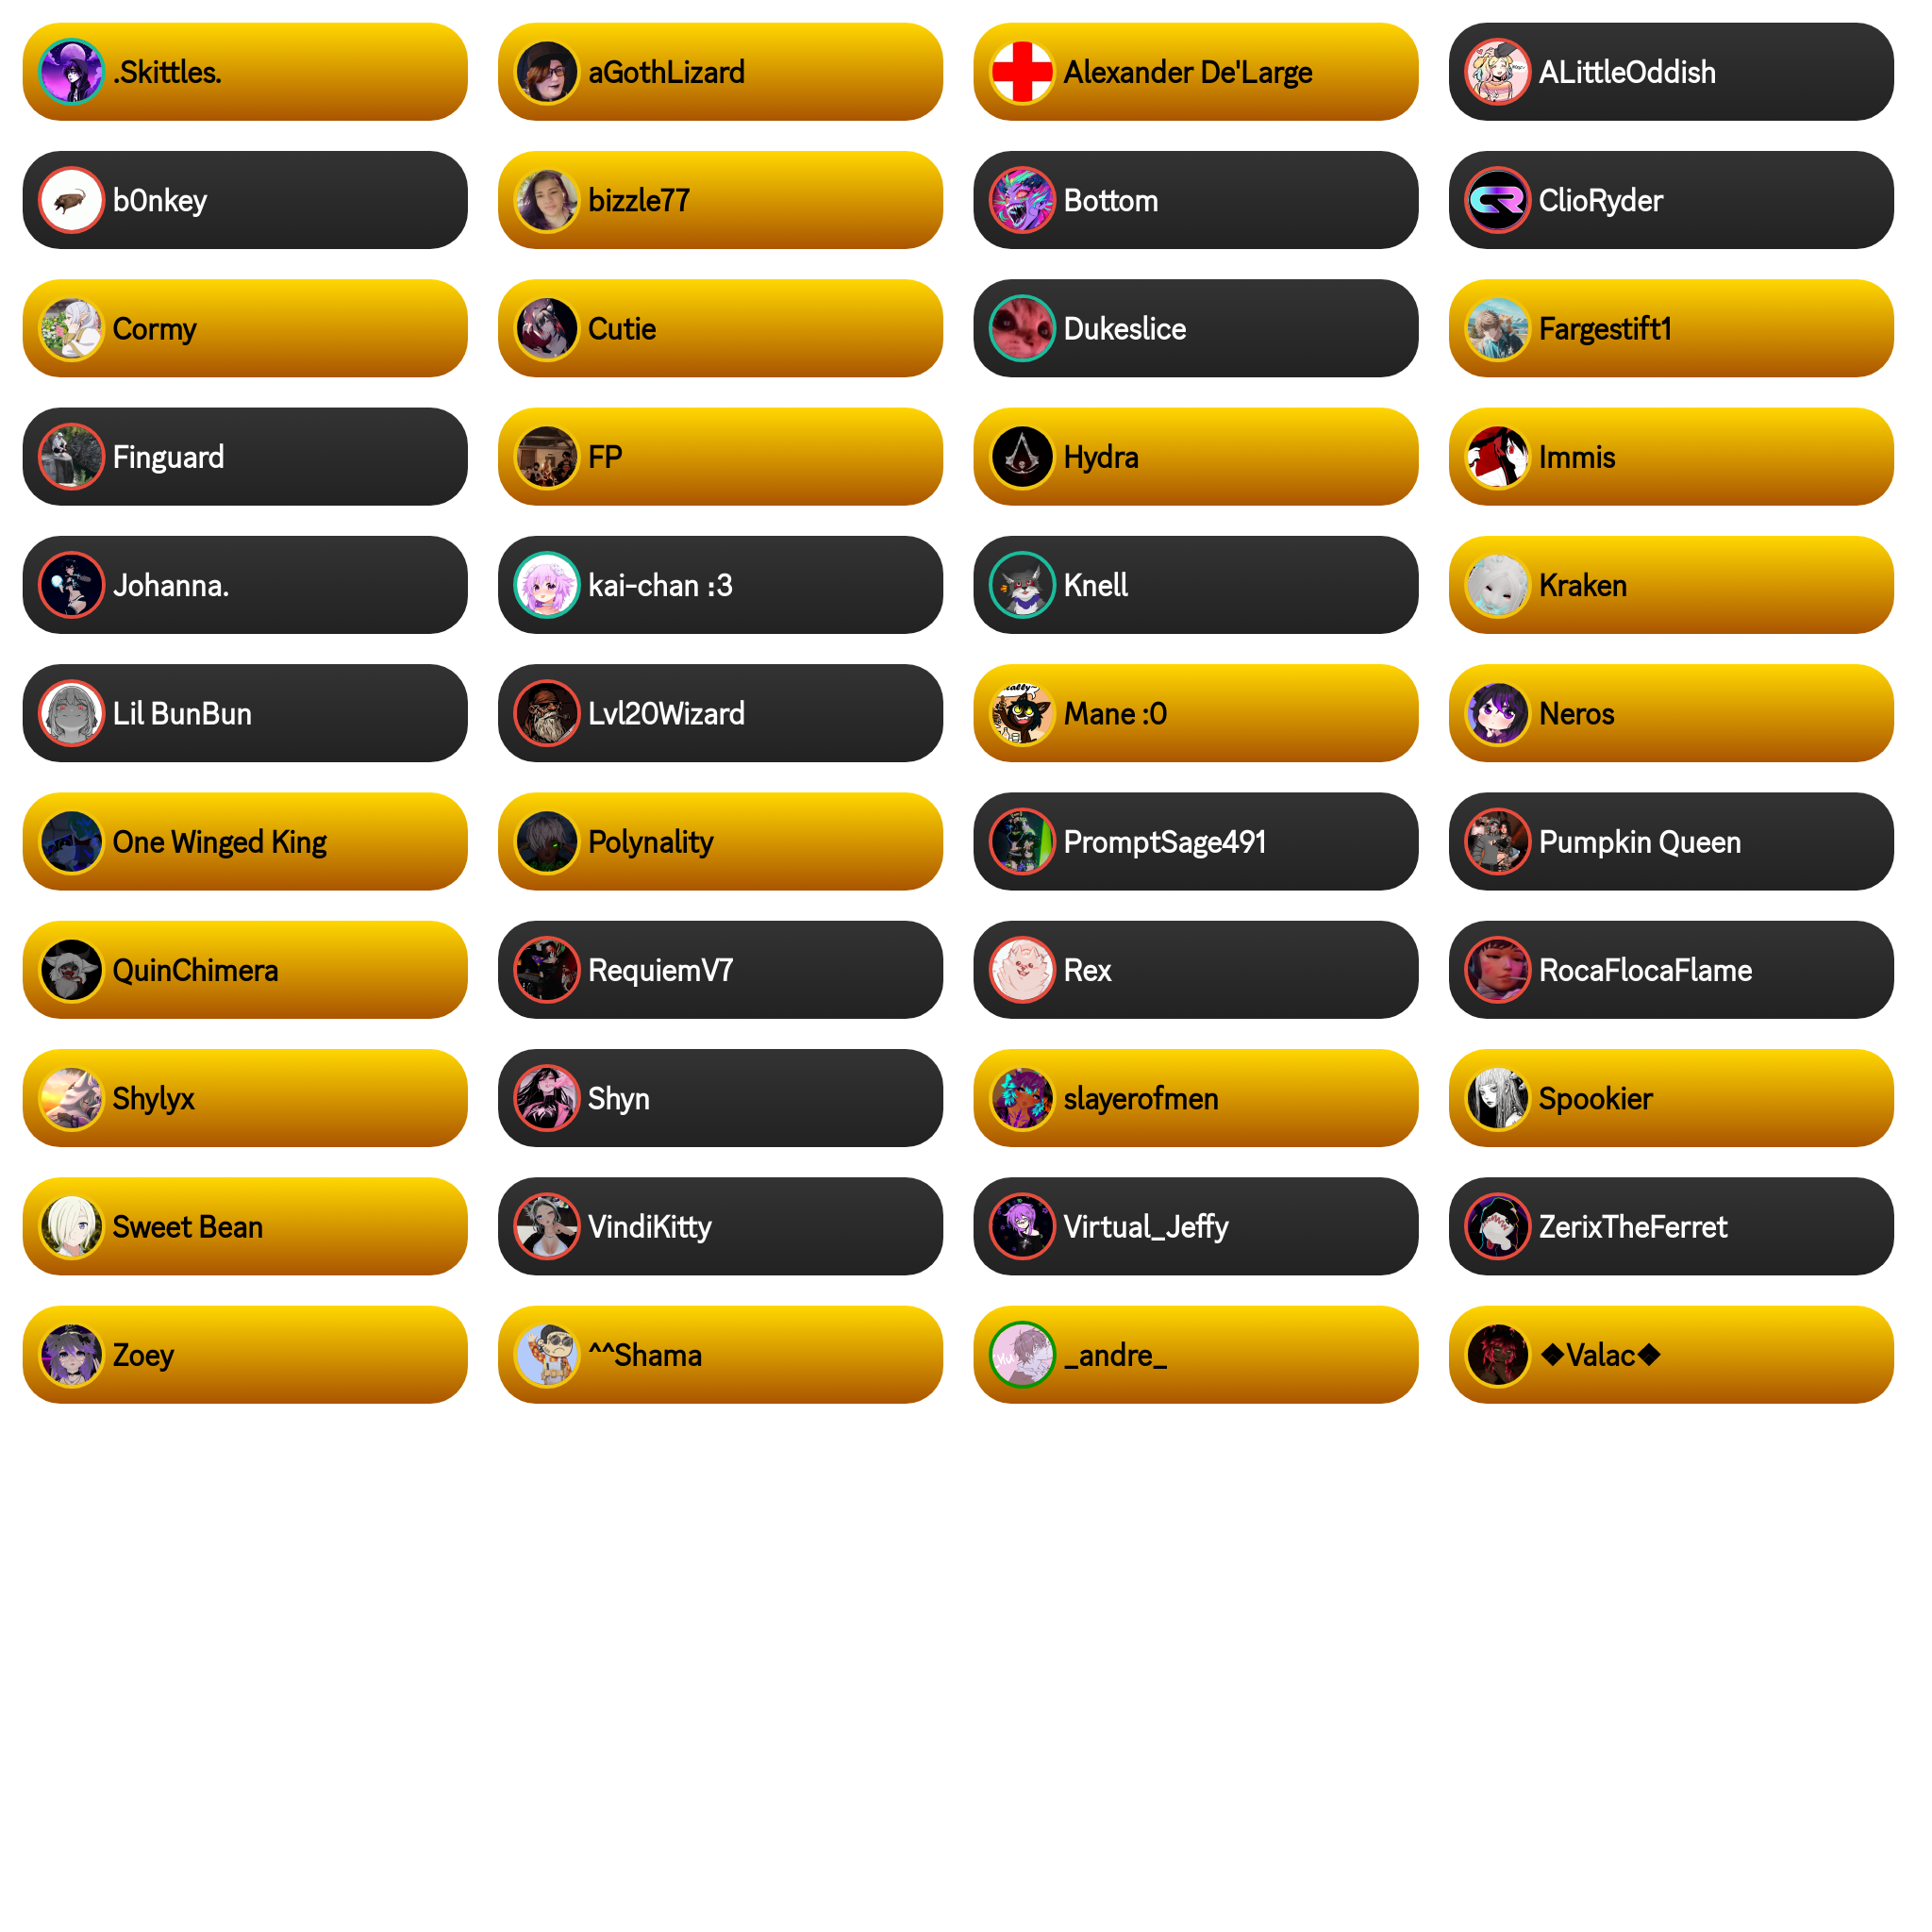 .Skittles.
aGothLizard
Alexander De'Large
ALittleOddish
b0nkey
bizzle77
Bottom
ClioRyder
Cormy
Cutie
Dukeslice
Fargestift1
Finguard
FP
Hydra
Immis
Johanna.
kai-chan :3
Knell
Kraken
Lil BunBun
Lvl20Wizard
Mane :0
Neros
One Winged King
Polynality
PromptSage491
Pumpkin Queen
QuinChimera
RequiemV7
Rex
RocaFlocaFlame
Shylyx
Shyn
slayerofmen
Spookier
Sweet Bean
VindiKitty
Virtual_Jeffy
ZerixTheFerret
Zoey
^^Shama
_andre_
◆Valac◆